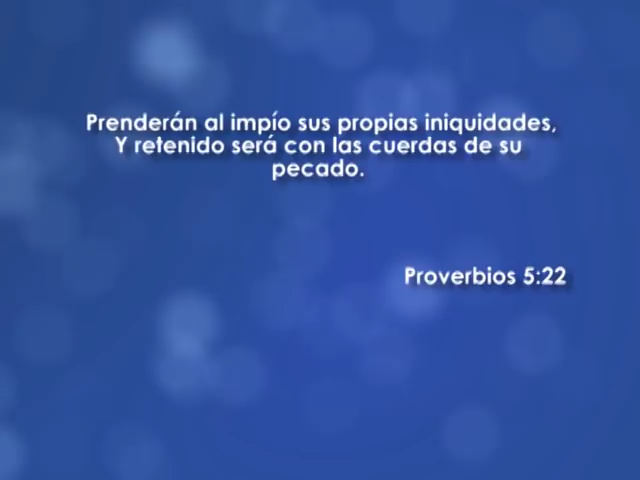 Prenderán al impío sus propias iniquidades,
Y retenido será con las cuerdas de su
pecado.
Proverbios 5:22